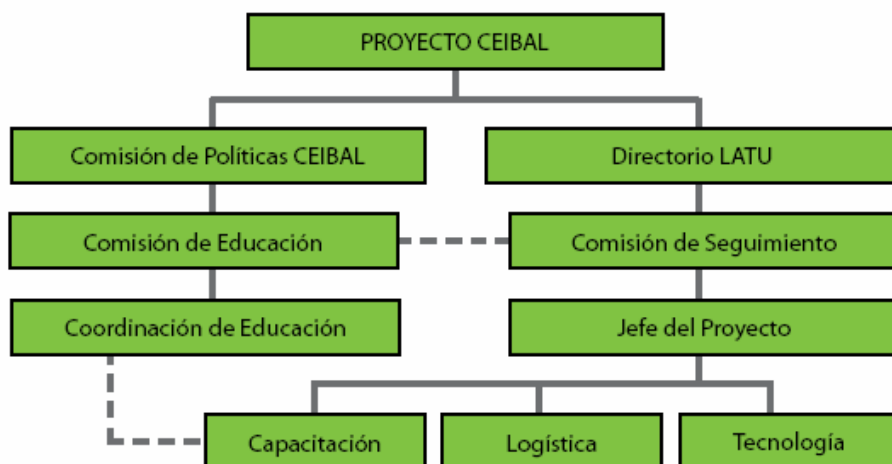 PROYECTO CEIBAL
Comisión de Políticas CEIBAL
Directorio LATU
Comisión de Educación
Comisión de Seguimiento
Coordinación de Educación
Jefe del Proyecto
Capacitación
Logística
Tecnología